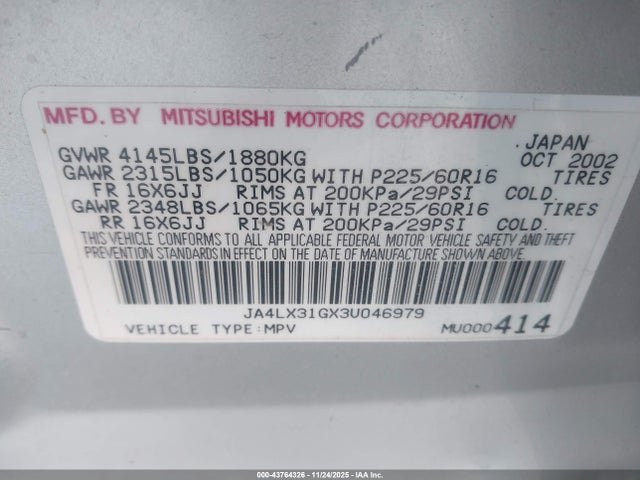 MFD. BY MITSUBISHI MOTORS CORPORATION
JAPAN
GVWR 4145LBS/1880KG OCT 2002
GAWR 2315LBS/1050KG WITH P225/60R16 TIRES
FR 16X6JJ RIMS AT 200KPa/29PSI COLD.
GAWR 2348LBS/1065KG WITH P225/60R16 TIRES
RR 16X6JJ RIMS AT 200KPa/29PSI COLD.
THIS VEHICLE CONFORMS TO ALL APPLICABLE FEDERAL MOTOR VEHICLE SAFETY AND THEFT
PREVENTION STANDARDS IN EFFECT ON THE DATE OF MANUFACTURE SHOWN ABOVE.
JA4LX31GX3U046979
VEHICLE TYPE:MPV MU000414
000-43764326 - 11/24/2025 - IAA, Inc.